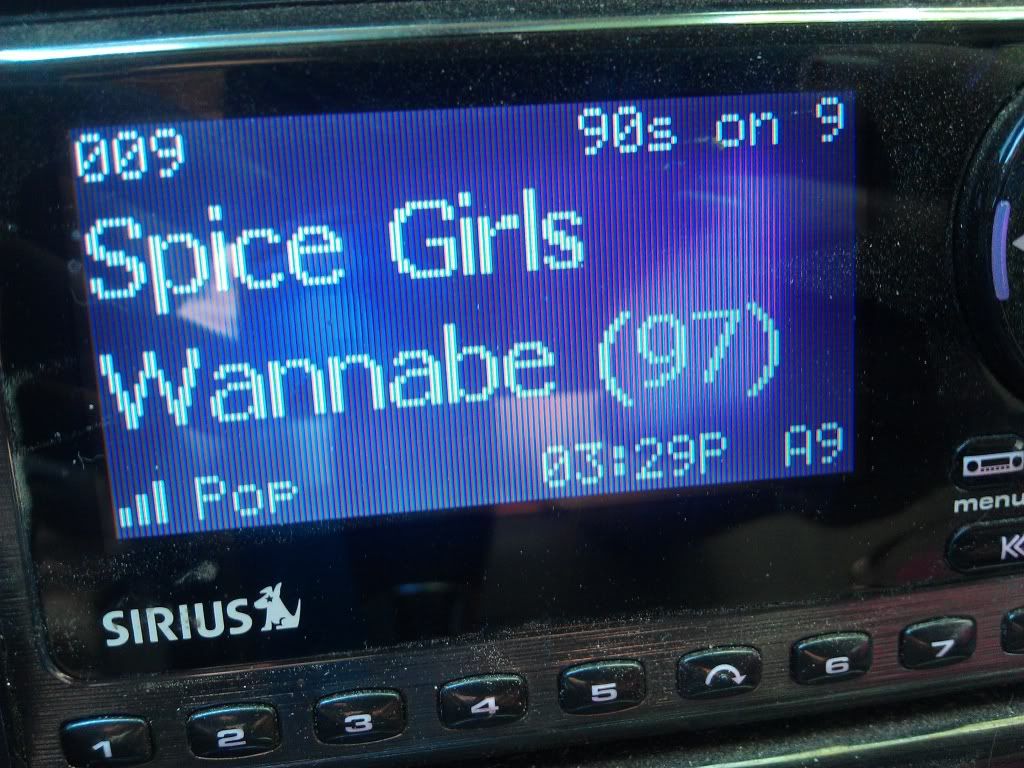 009 90s on 9
Spice Girls
Wannabe (97)
Pop 03:29P A9
SIRIUS
menu
1 2 3 4 5 6 7